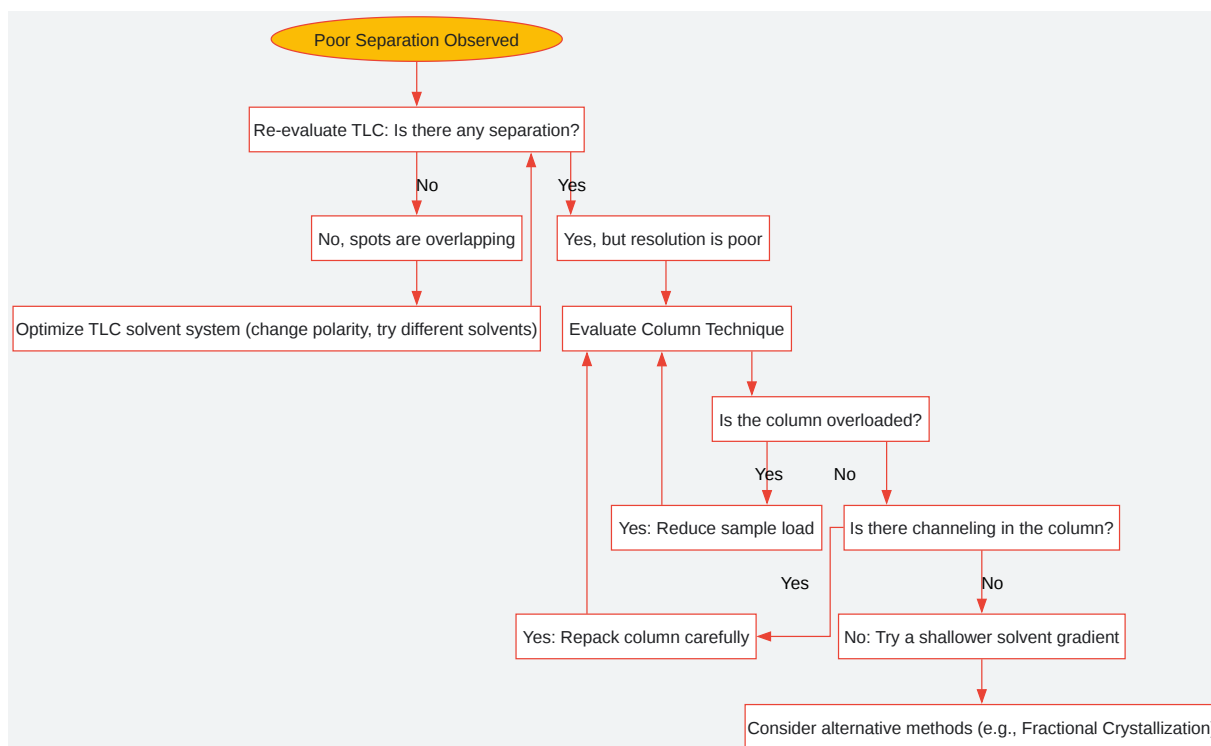 Poor Separation Observed
Re-evaluate TLC: Is there any separation?
No
Yes
No, spots are overlapping
Yes, but resolution is poor
Optimize TLC solvent system (change polarity, try different solvents)
Evaluate Column Technique
Is the column overloaded?
Yes
No
Yes: Reduce sample load
Is there channeling in the column?
Yes
No
Yes: Repack column carefully
No: Try a shallower solvent gradient
Consider alternative methods (e.g., Fractional Crystallization)